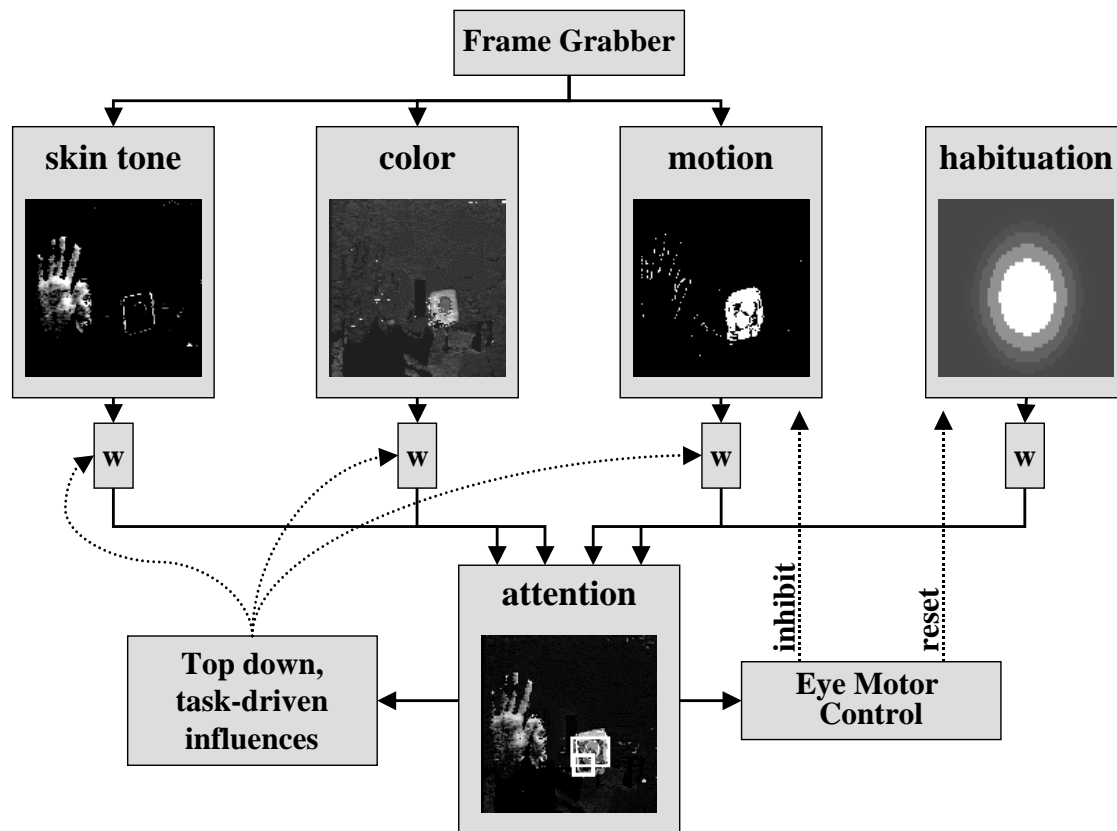 Frame Grabber
skin tone
color
motion
habituation
w
w
w
w
attention
inhibit
reset
Top down,
task-driven
influences
Eye Motor
Control